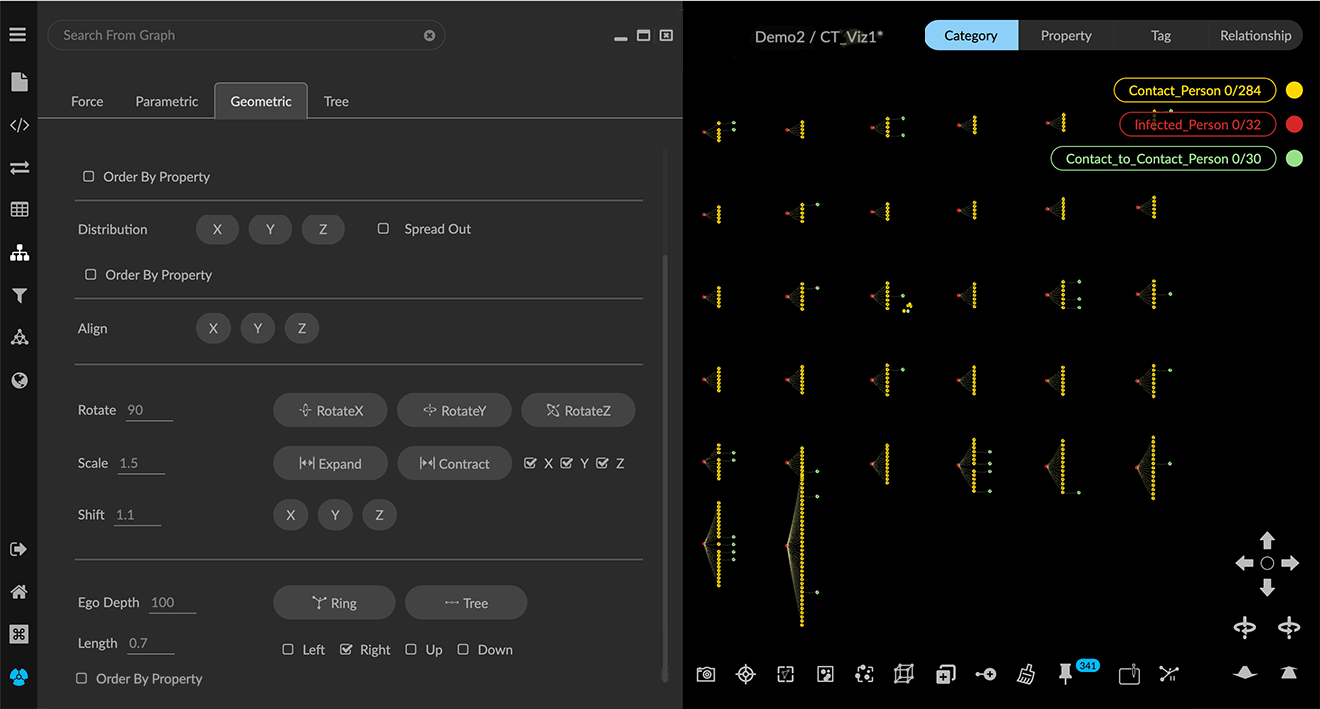 Search From Graph
Demo2 / CT_Viz1*
Category Property Tag Relationship
Force Parametric Geometric Tree
Contact_Person 0/284
Infected_Person 0/32
Contact_to_Contact_Person 0/30
Order By Property
Distribution X Y Z Spread Out
Order By Property
Align X Y Z
Rotate 90 RotateX RotateY RotateZ
Scale 1.5 Expand Contract X Y Z
Shift 1.1 X Y Z
Ego Depth 100 Ring Tree
Length 0.7 Left Right Up Down
Order By Property
341